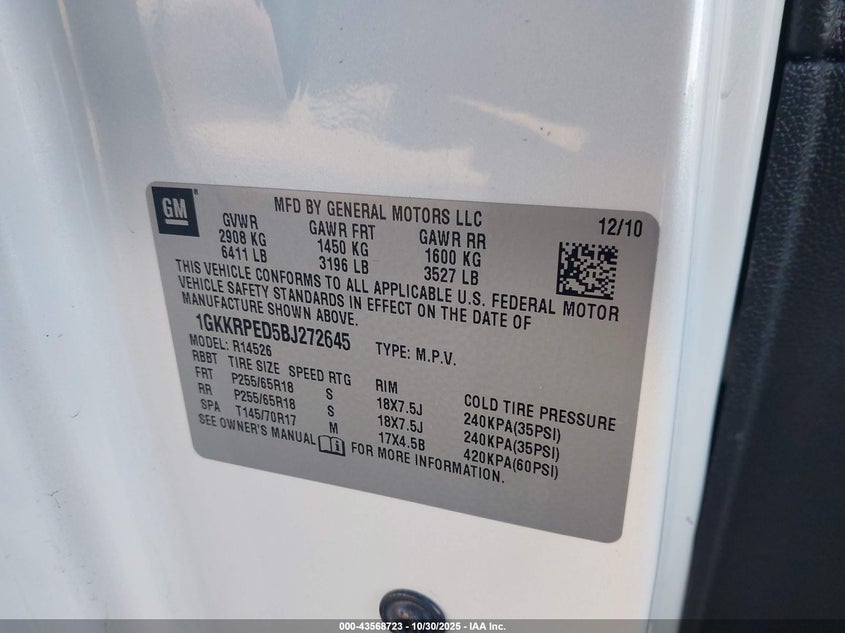 GM®
MFD BY GENERAL MOTORS LLC 12/10
GVWR GAWR FRT GAWR RR
2908 KG 1450 KG 1600 KG
6411 LB 3196 LB 3527 LB
THIS VEHICLE CONFORMS TO ALL APPLICABLE U.S. FEDERAL MOTOR
VEHICLE SAFETY STANDARDS IN EFFECT ON THE DATE OF
MANUFACTURE SHOWN ABOVE.
1GKKRPED5BJ272645 TYPE: M.P.V.
MODEL: R14526
RBBT TIRE SIZE SPEED RTG RIM COLD TIRE PRESSURE
FRT P255/65R18 S 18X7.5J 240KPA(35PSI)
RR P255/65R18 S 18X7.5J 240KPA(35PSI)
SPA T145/70R17 M 17X4.5B 420KPA(60PSI)
SEE OWNER'S MANUAL FOR MORE INFORMATION.
000-43568723 - 10/30/2025 - IAA Inc.